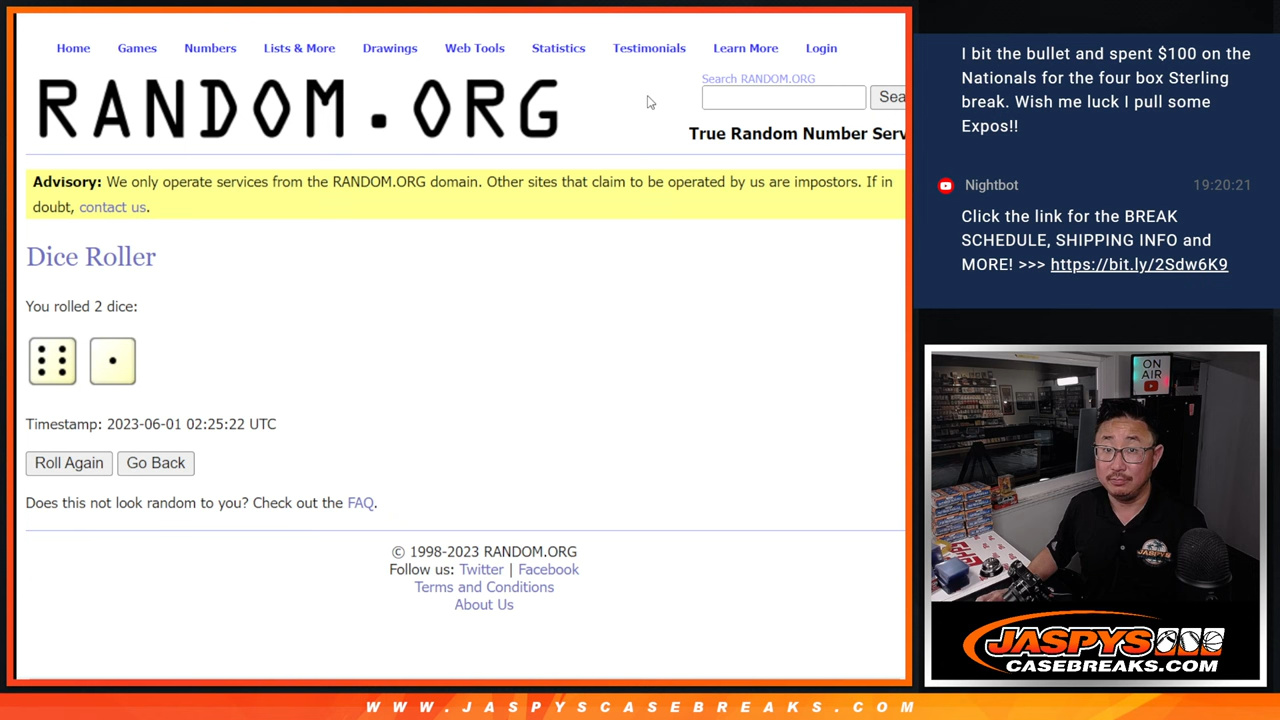 Home Games Numbers Lists & More Drawings Web Tools Statistics Testimonials Learn More Login
RANDOM.ORG
Search RANDOM.ORG
Sea
True Random Number Serv
Advisory: We only operate services from the RANDOM.ORG domain. Other sites that claim to be operated by us are impostors. If in
doubt, contact us.
Dice Roller
You rolled 2 dice:
Timestamp: 2023-06-01 02:25:22 UTC
Roll Again Go Back
Does this not look random to you? Check out the FAQ.
© 1998-2023 RANDOM.ORG
Follow us: Twitter | Facebook
Terms and Conditions
About Us
I bit the bullet and spent $100 on the
Nationals for the four box Sterling
break. Wish me luck I pull some
Expos!!
Nightbot 19:20:21
Click the link for the BREAK
SCHEDULE, SHIPPING INFO and
MORE! >>> https://bit.ly/2Sdw6K9
ON
AIR
JASPYS
CASEBREAKS.COM
WWW.JASPYSCASEBREAKS.COM